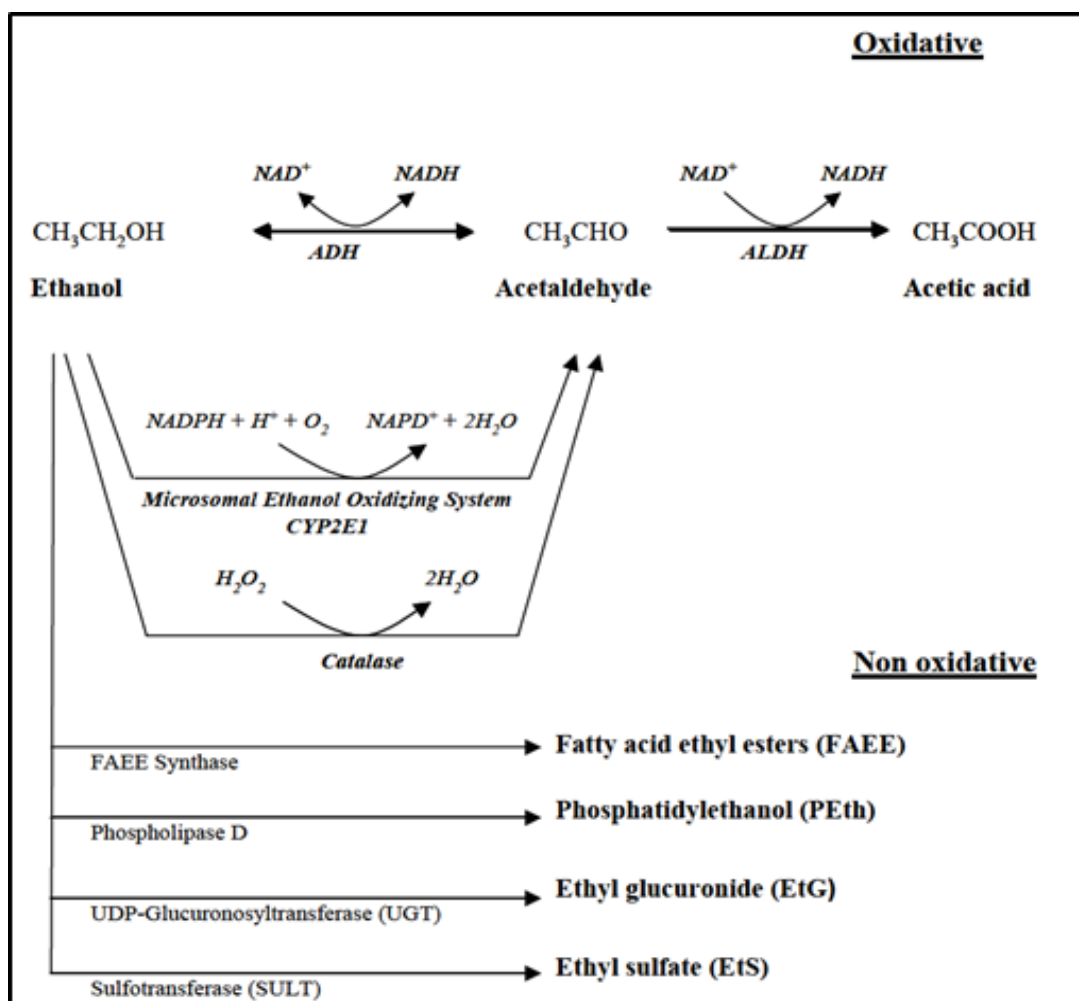 Oxidative
NAD⁺ NADH NAD⁺ NADH
CH₃CH₂OH CH₃CHO CH₃COOH
ADH ALDH
Ethanol Acetaldehyde Acetic acid
NADPH + H⁺ + O₂ NAPD⁺ + 2H₂O
Microsomal Ethanol Oxidizing System
CYP2E1
H₂O₂ 2H₂O
Catalase
Non oxidative
Fatty acid ethyl esters (FAEE)
FAEE Synthase
Phosphatidylethanol (PEth)
Phospholipase D
Ethyl glucuronide (EtG)
UDP-Glucuronosyltransferase (UGT)
Ethyl sulfate (EtS)
Sulfotransferase (SULT)